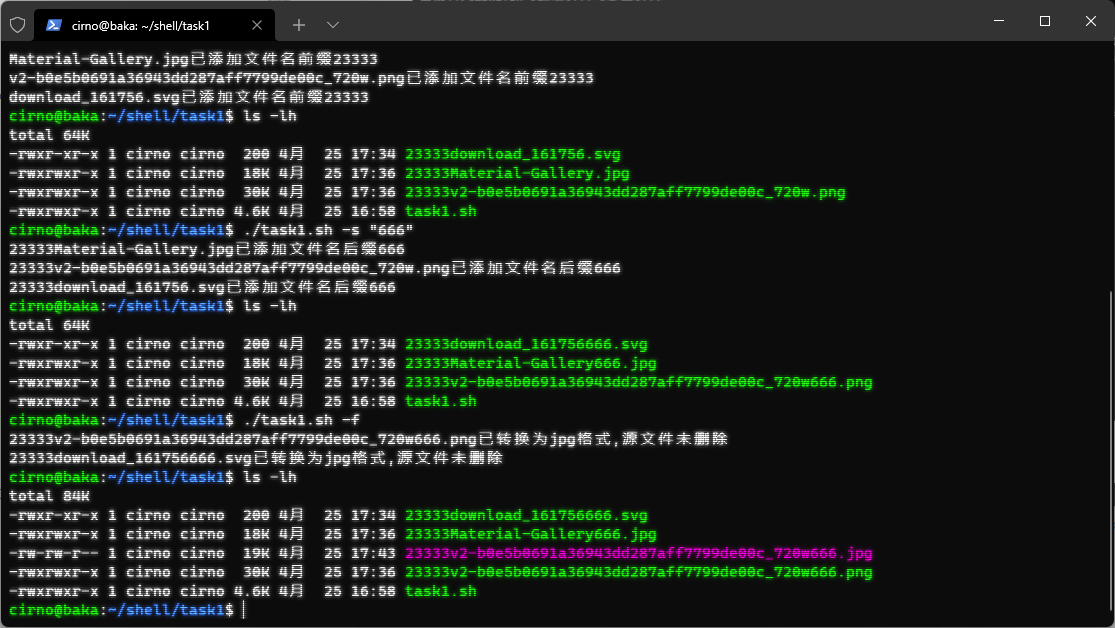 cirno@baka: ~/shell/task1
Material-Gallery.jpg已添加文件名前缀23333
v2-b0e5b0691a36943dd287aff7799de00c_720w.png已添加文件名前缀23333
download_161756.svg已添加文件名前缀23333
cirno@baka:~/shell/task1$ ls -lh
total 64K
-rwxr-xr-x 1 cirno cirno  200 4月  25 17:34 23333download_161756.svg
-rwxrwxr-x 1 cirno cirno  18K 4月  25 17:36 23333Material-Gallery.jpg
-rwxrwxr-x 1 cirno cirno  30K 4月  25 17:36 23333v2-b0e5b0691a36943dd287aff7799de00c_720w.png
-rwxrwxr-x 1 cirno cirno 4.6K 4月  25 16:58 task1.sh
cirno@baka:~/shell/task1$ ./task1.sh -s "666"
23333Material-Gallery.jpg已添加文件名后缀666
23333v2-b0e5b0691a36943dd287aff7799de00c_720w.png已添加文件名后缀666
23333download_161756.svg已添加文件名后缀666
cirno@baka:~/shell/task1$ ls -lh
total 64K
-rwxr-xr-x 1 cirno cirno  200 4月  25 17:34 23333download_161756666.svg
-rwxrwxr-x 1 cirno cirno  18K 4月  25 17:36 23333Material-Gallery666.jpg
-rwxrwxr-x 1 cirno cirno  30K 4月  25 17:36 23333v2-b0e5b0691a36943dd287aff7799de00c_720w666.png
-rwxrwxr-x 1 cirno cirno 4.6K 4月  25 16:58 task1.sh
cirno@baka:~/shell/task1$ ./task1.sh -f
23333v2-b0e5b0691a36943dd287aff7799de00c_720w666.png已转换为jpg格式,源文件未删除
23333download_161756666.svg已转换为jpg格式,源文件未删除
cirno@baka:~/shell/task1$ ls -lh
total 84K
-rwxr-xr-x 1 cirno cirno  200 4月  25 17:34 23333download_161756666.svg
-rwxrwxr-x 1 cirno cirno  18K 4月  25 17:36 23333Material-Gallery666.jpg
-rw-rw-r-- 1 cirno cirno  19K 4月  25 17:43 23333v2-b0e5b0691a36943dd287aff7799de00c_720w666.jpg
-rwxrwxr-x 1 cirno cirno  30K 4月  25 17:36 23333v2-b0e5b0691a36943dd287aff7799de00c_720w666.png
-rwxrwxr-x 1 cirno cirno 4.6K 4月  25 16:58 task1.sh
cirno@baka:~/shell/task1$